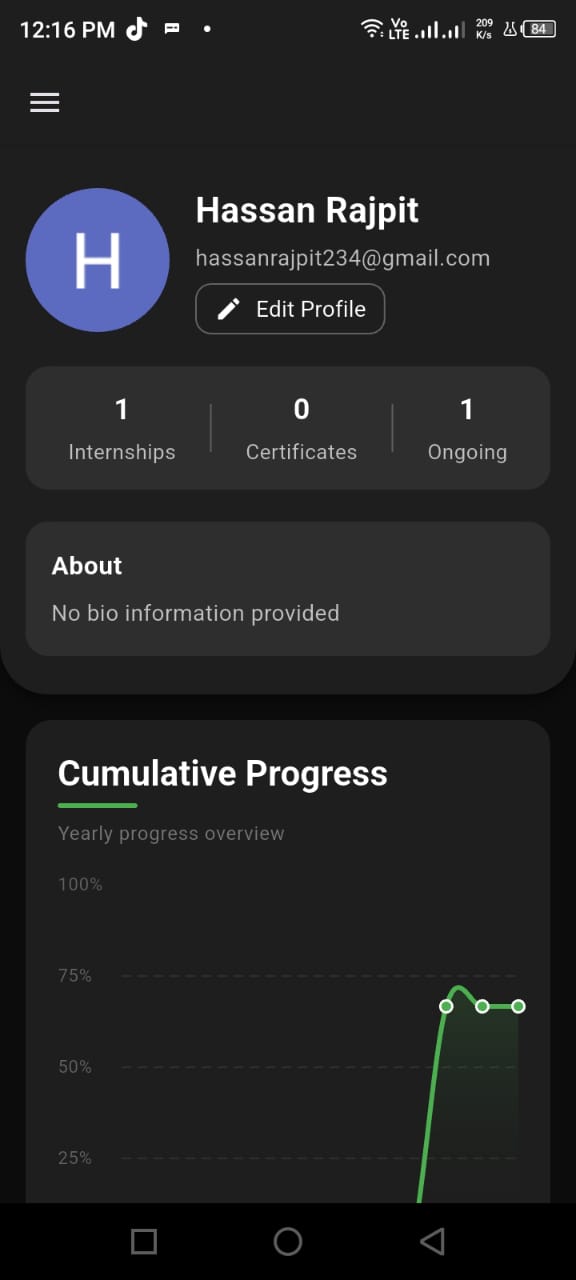 12:16 PM
Vo
LTE
209
K/s
84
H
Hassan Rajpit
hassanrajpit234@gmail.com
Edit Profile
1 0 1
Internships Certificates Ongoing
About
No bio information provided
Cumulative Progress
Yearly progress overview
100%
75%
50%
25%